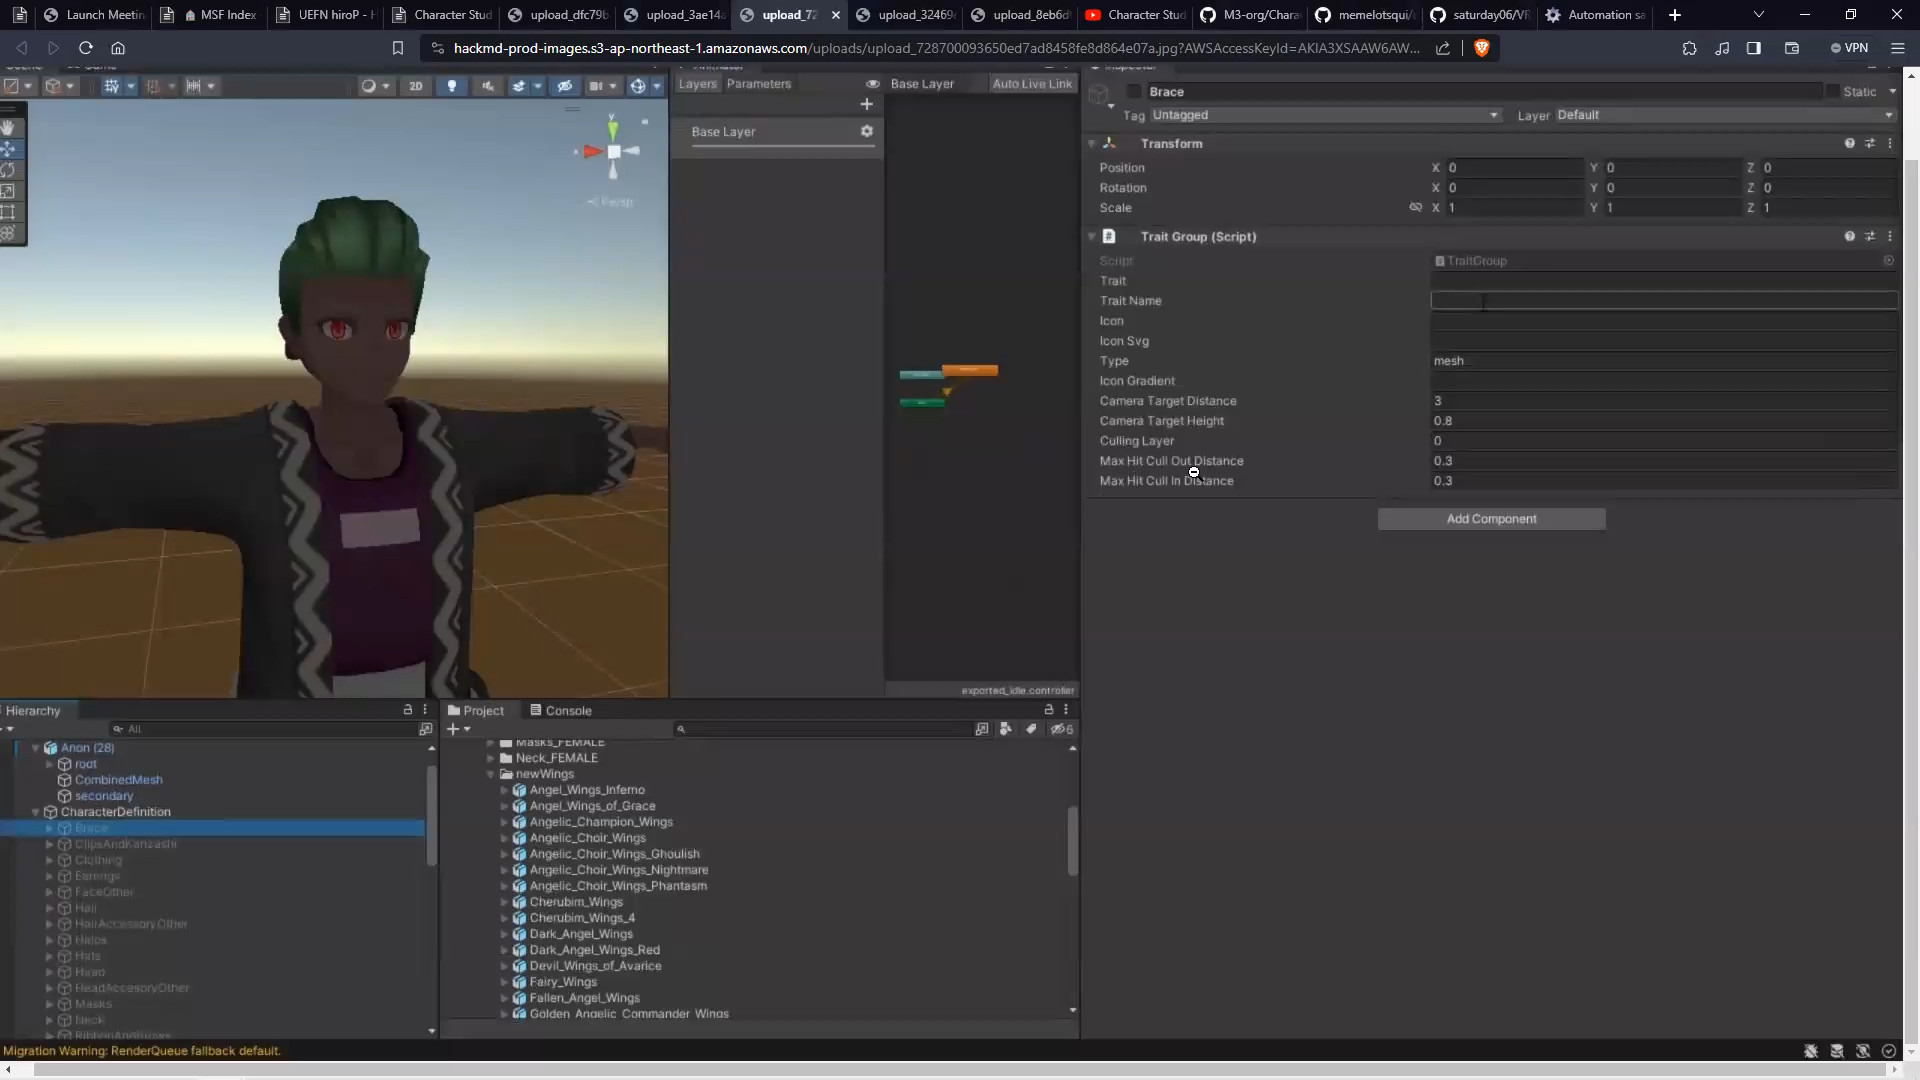 Launch Meeti
MSF Index
UEFN hiroP - H
Character Stud
upload_dfc79b
upload_3ae14a
upload_72
upload_32469
upload_8eb6d
Character Stud
M3-org/Chara
memelotsqui/
saturday06/VR
Automation sa
hackmd-prod-images.s3-ap-northeast-1.amazonaws.com/uploads/upload_728700093650ed7ad8458fe8d864e07a.jpg?AWSAccessKeyId=AKIA3XSAAW6AW...
VPN
2D
Layers Parameters
Base Layer
Auto Live Link
Base Layer
Persp
exported_idle.controller
Brace
Static
Tag Untagged
Layer Default
Transform
Position X 0 Y 0 Z 0
Rotation X 0 Y 0 Z 0
Scale X 1 Y 1 Z 1
Trait Group (Script)
Script TraitGroup
Trait
Trait Name
Icon
Icon Svg
Type mesh
Icon Gradient
Camera Target Distance 3
Camera Target Height 0.8
Culling Layer 0
Max Hit Cull Out Distance 0.3
Max Hit Cull In Distance 0.3
Add Component
Hierarchy
All
Anon (28)
root
CombinedMesh
secondary
CharacterDefinition
Brace
ClipsAndKanzashi
Clothing
Earrings
FaceOther
Hair
HairAccessoryOther
Halos
Hats
Head
HeadAccesoryOther
Masks
Neck
Project
Console
6
Masks_FEMALE
Neck_FEMALE
newWings
Angel_Wings_Inferno
Angel_Wings_of_Grace
Angelic_Champion_Wings
Angelic_Choir_Wings
Angelic_Choir_Wings_Ghoulish
Angelic_Choir_Wings_Nightmare
Angelic_Choir_Wings_Phantasm
Cherubim_Wings
Cherubim_Wings_4
Dark_Angel_Wings
Dark_Angel_Wings_Red
Devil_Wings_of_Avarice
Fairy_Wings
Fallen_Angel_Wings
Golden_Angelic_Commander_Wings
Migration Warning: RenderQueue fallback default.